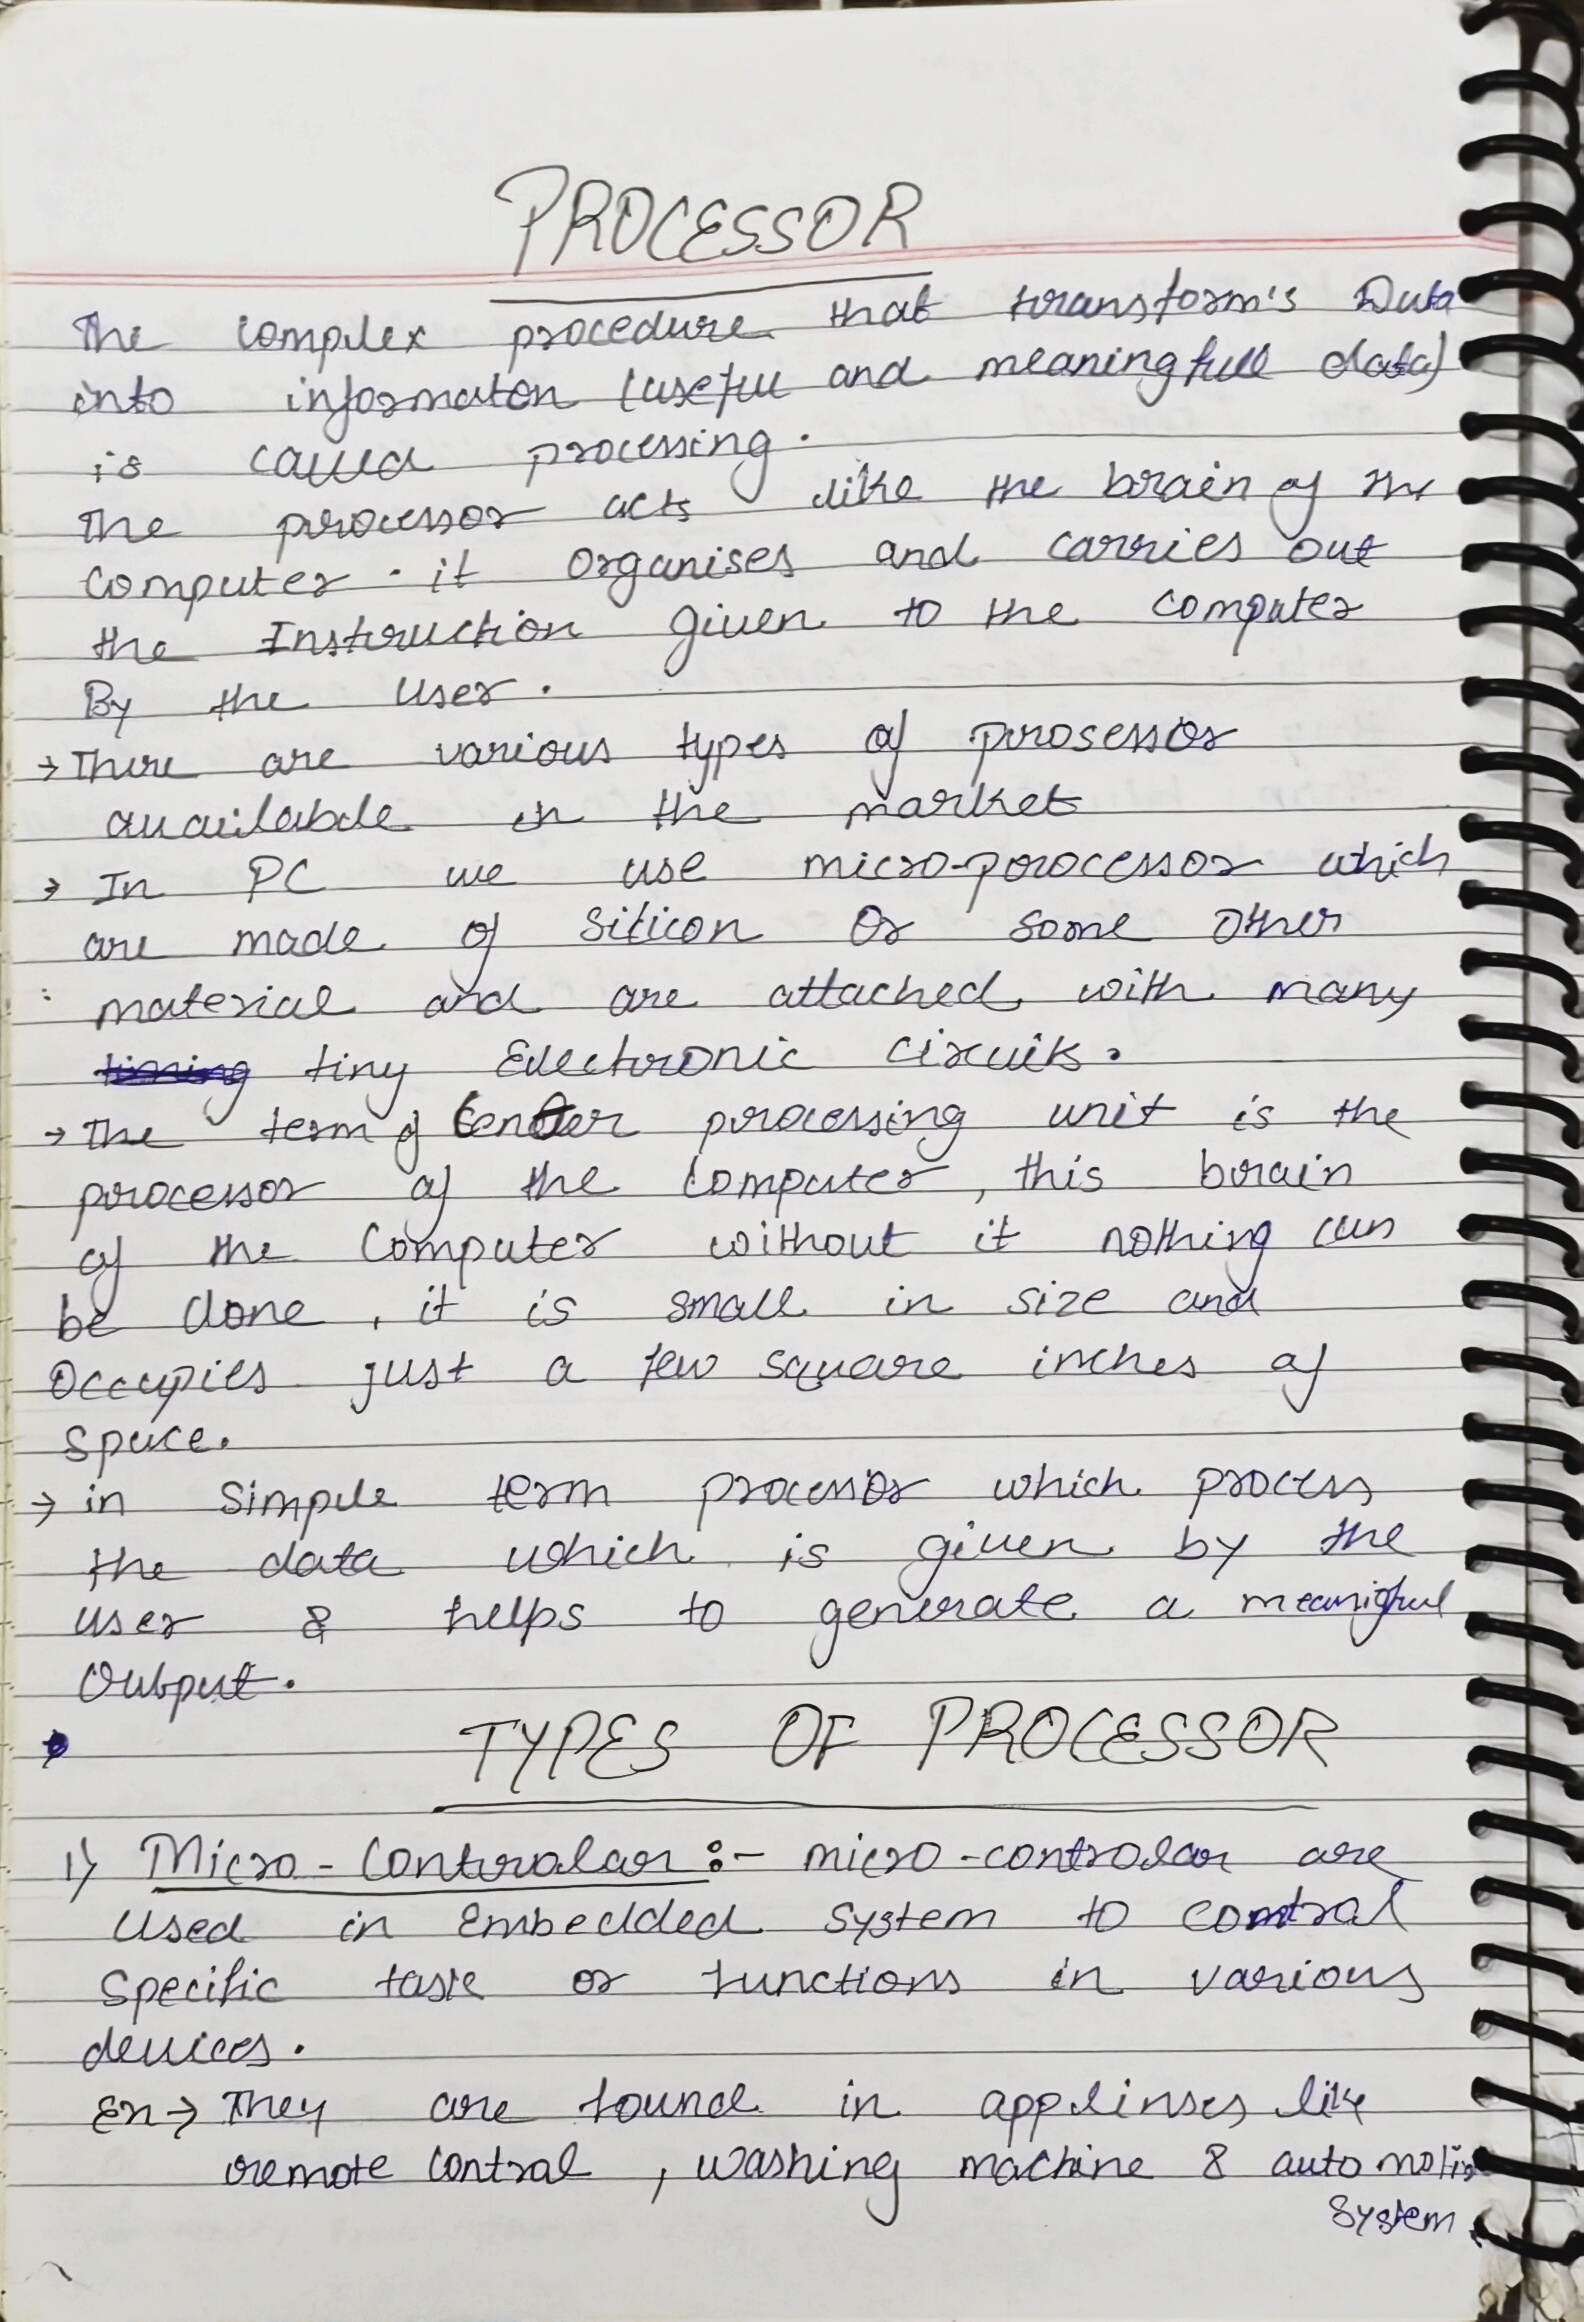 PROCESSOR
The complex procedure that transform's Data
into informaton (usefull and meaningfull data)
is called processing.
The processor acts like the brain of the
computer. it organises and carries out
the Instruction given to the computer
By the user.
→ There are various types of prosessor
available in the market
→ In PC we use micro-porocessor which
are made of Siticon Or some other
material and are attached with many
tiny Electronic circuits.
→ The term of Center processing unit is the
processor of the computer, this brain
of the Computer without it nothing can
be done, it is small in size and
Occupies just a few square inches of
space.
→ in Simple term processor which process
the data which is given by the
user & helps to generate a meanigful
Output.
TYPES OF PROCESSOR
1) Micro-Controlar :- micro-controlar are
Used in Embedded System to control
Specific task or functions in various
devices.
Ex → They are found in applinses like
remote control, washing machine & auto
System.